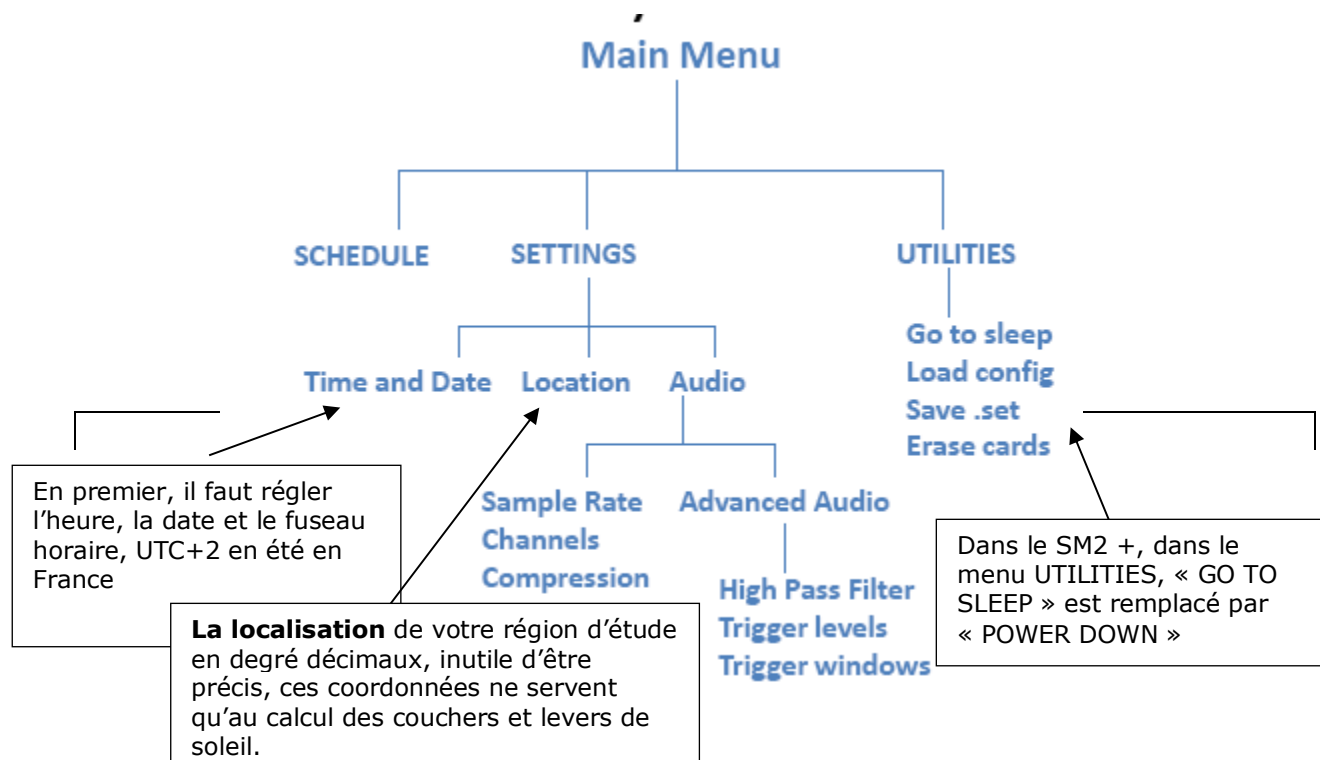 Main Menu
SCHEDULE
SETTINGS
UTILITIES
Go to sleep
Load config
Save .set
Erase cards
Time and Date
Location
Audio
Sample Rate
Channels
Compression
Advanced Audio
High Pass Filter
Trigger levels
Trigger windows
En premier, il faut régler
l’heure, la date et le fuseau
horaire, UTC+2 en été en
France
La localisation de votre région d’étude
en degré décimaux, inutile d’être
précis, ces coordonnées ne servent
qu’au calcul des couchers et levers de
soleil.
Dans le SM2 +, dans le
menu UTILITIES, « GO TO
SLEEP » est remplacé par
« POWER DOWN »